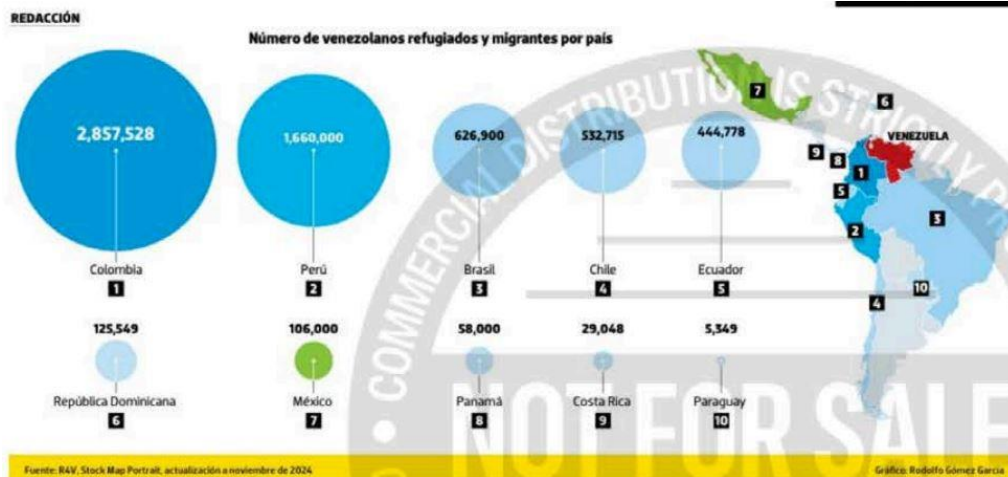 REDACCIÓN
Número de venezolanos refugiados y migrantes por país
2,857,528
1,660,000
626,900
532,715
444,778
Colombia
1
Perú
2
Brasil
3
Chile
4
Ecuador
5
125,549
106,000
58,000
29,048
5,349
República Dominicana
6
México
7
Panamá
8
Costa Rica
9
Paraguay
10
7
6
VENEZUELA
9
8
1
5
3
2
10
4
COMMERCIAL DISTRIBUTION IS STRICTLY
NOT FOR SALE
Fuente: R4V, Stock Map Portrait, actualización a noviembre de 2024
Gráfico: Rodolfo Gómez García